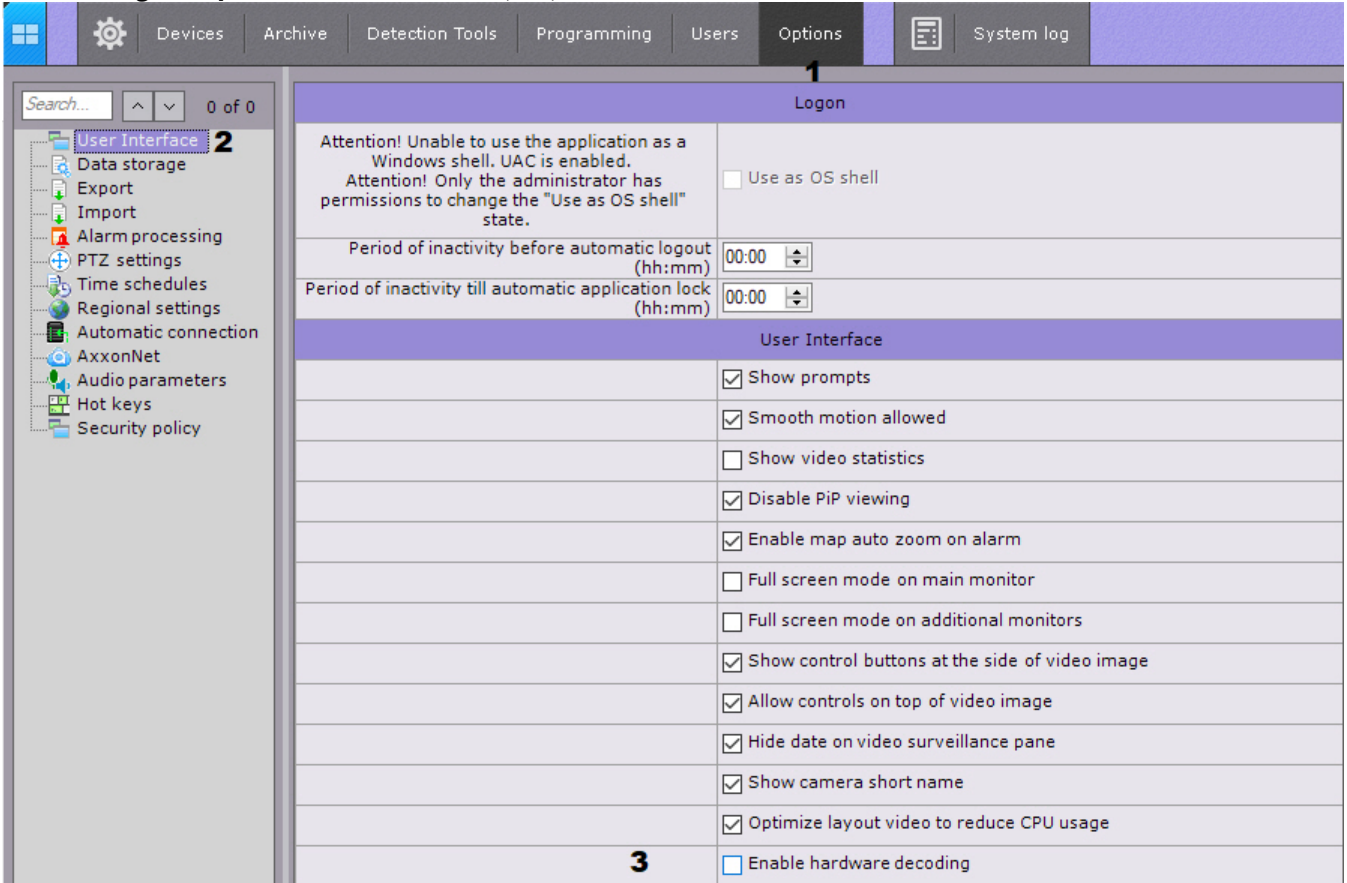 Devices
Archive
Detection Tools
Programming
Users
Options
System log
1
Search...
0 of 0
User Interface 2
Data storage
Export
Import
Alarm processing
PTZ settings
Time schedules
Regional settings
Automatic connection
AxxonNet
Audio parameters
Hot keys
Security policy
Logon
Attention! Unable to use the application as a
Windows shell. UAC is enabled.
Attention! Only the administrator has
permissions to change the "Use as OS shell"
state.
Use as OS shell
Period of inactivity before automatic logout
(hh:mm)
00:00
Period of inactivity till automatic application lock
(hh:mm)
00:00
User Interface
Show prompts
Smooth motion allowed
Show video statistics
Disable PiP viewing
Enable map auto zoom on alarm
Full screen mode on main monitor
Full screen mode on additional monitors
Show control buttons at the side of video image
Allow controls on top of video image
Hide date on video surveillance pane
Show camera short name
Optimize layout video to reduce CPU usage
3
Enable hardware decoding